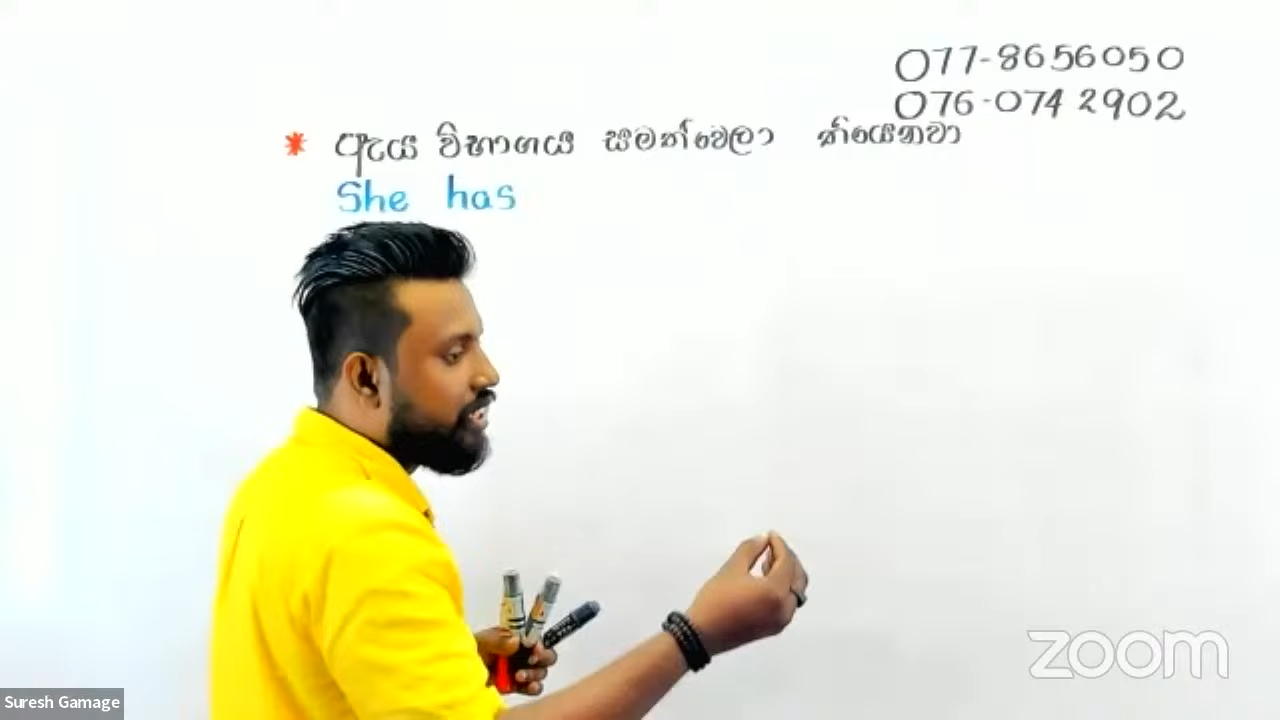 077-8656050
076-074 2902
* ඇය විභාගය සමත්වෙලා තියෙනවා
She has
zoom
Suresh Gamage